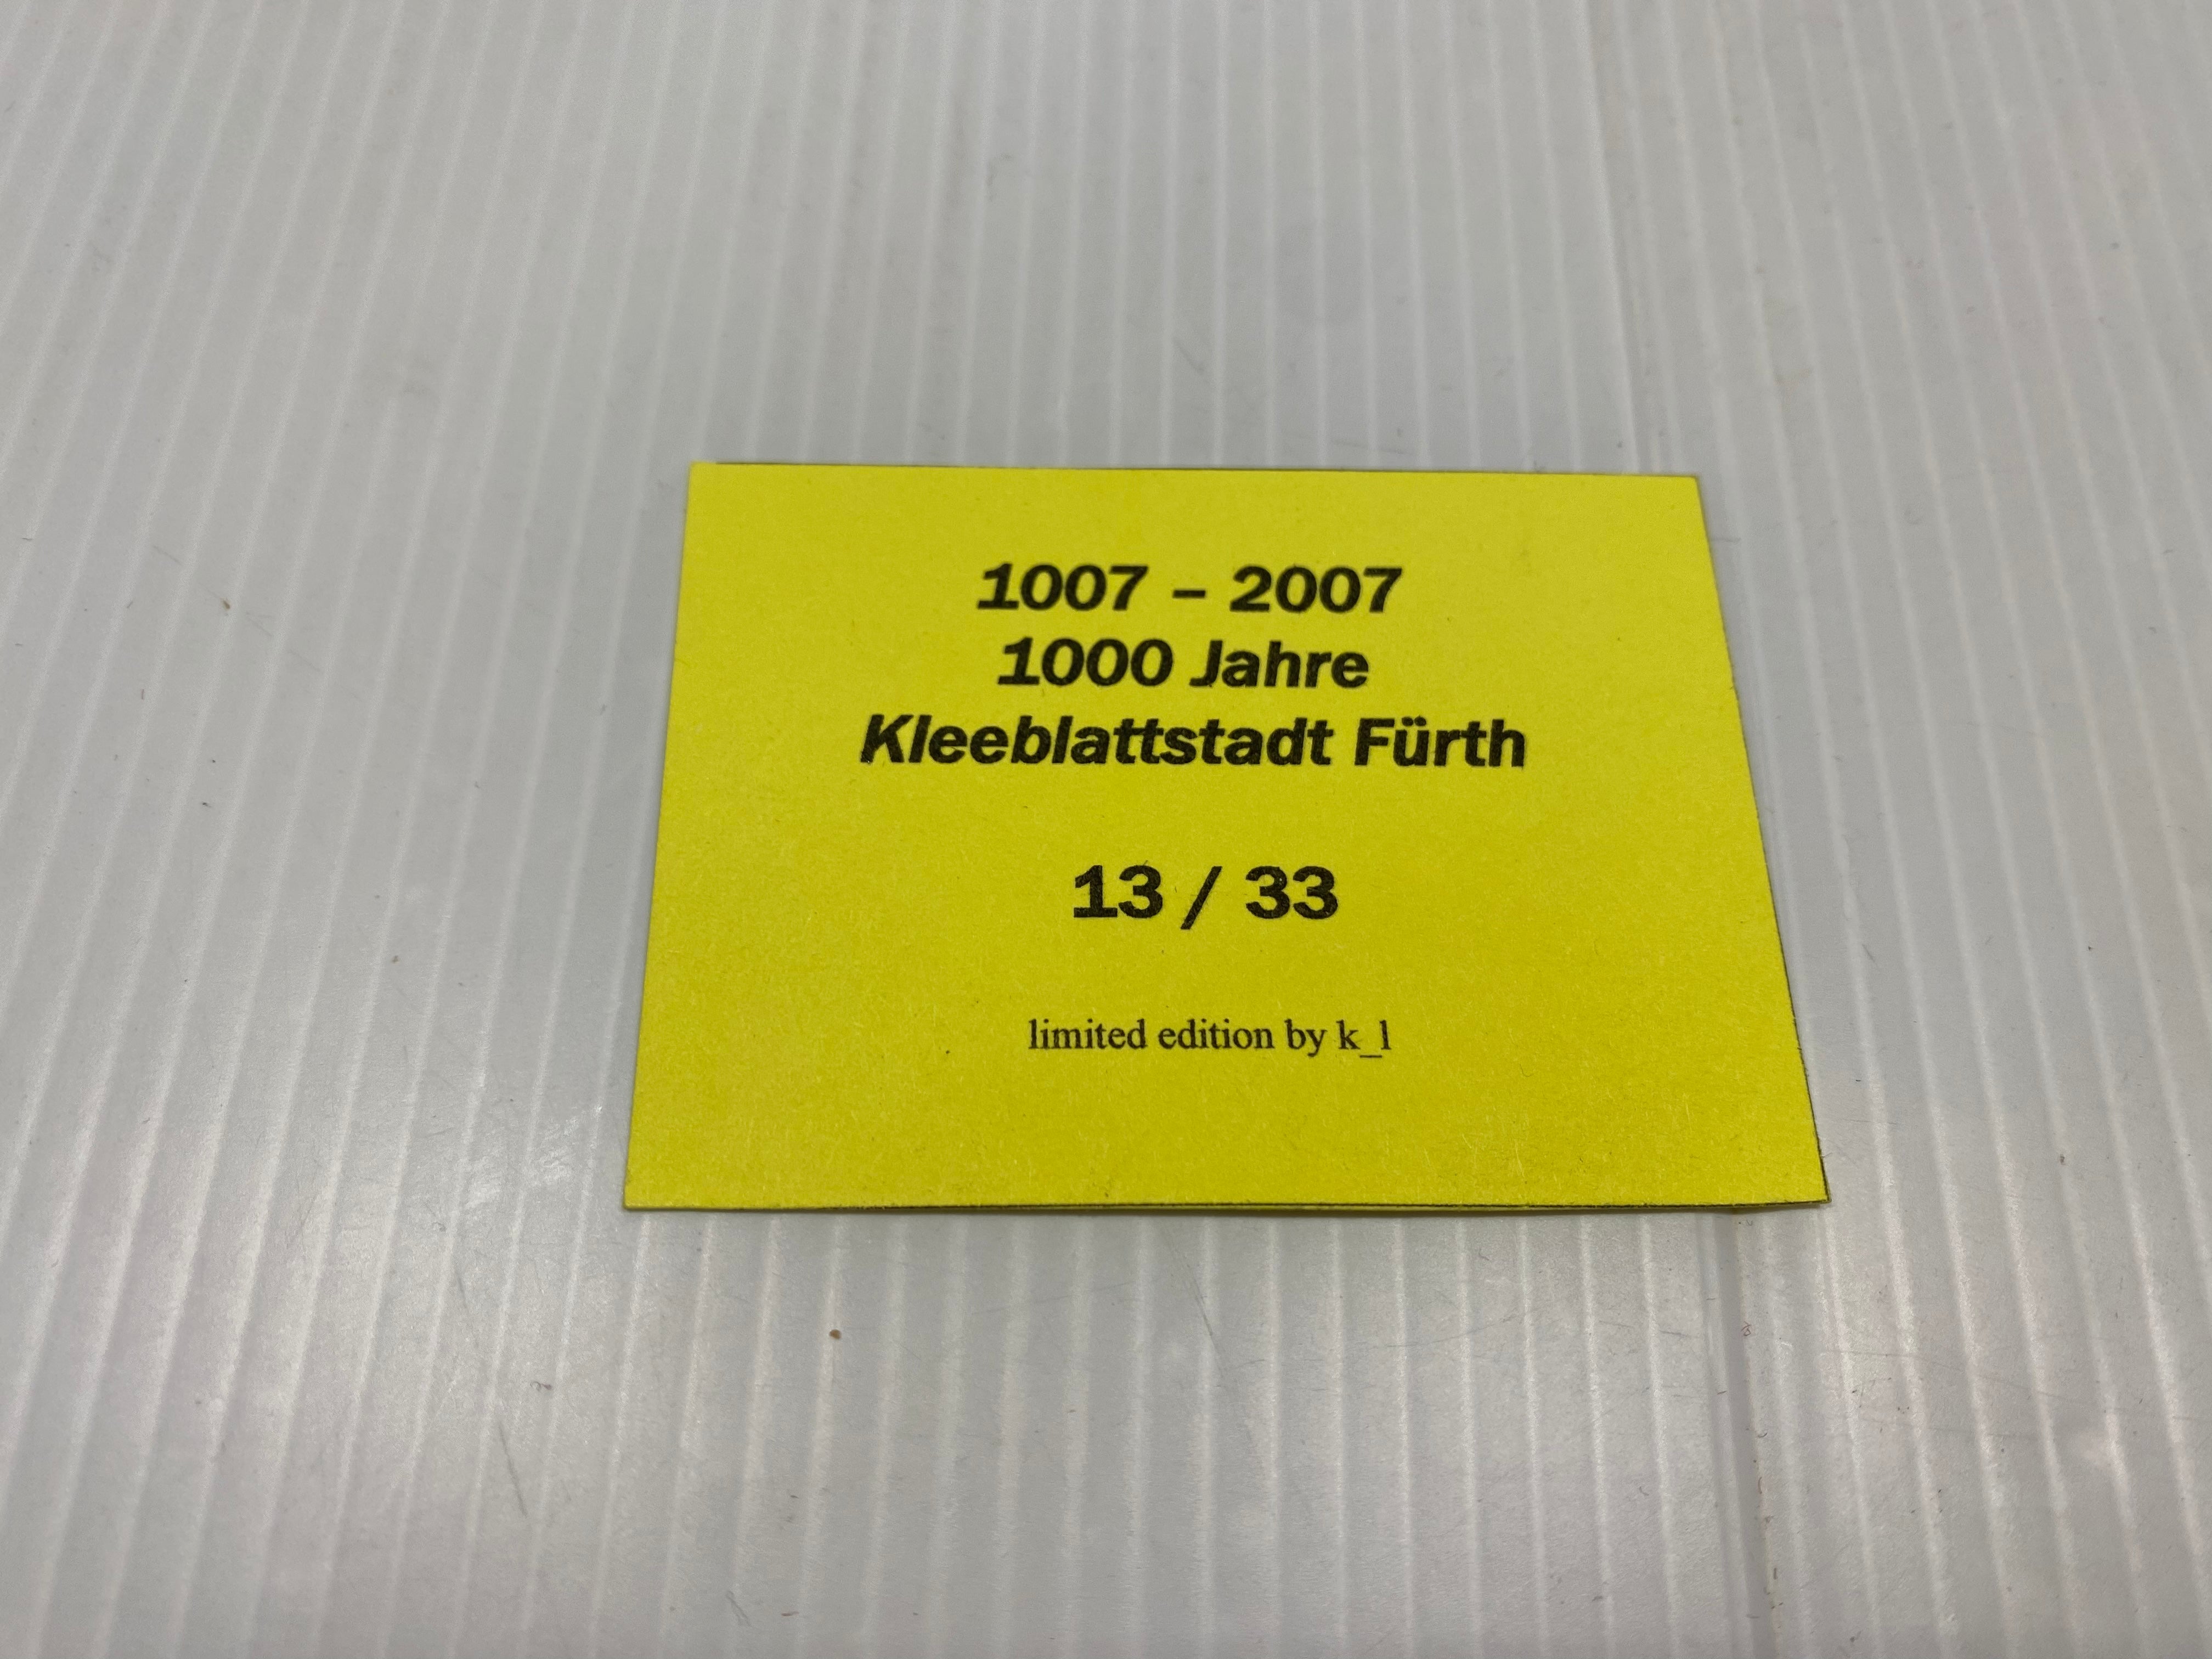 1007 – 2007
1000 Jahre
Kleeblattstadt Fürth
13 / 33
limited edition by k_l